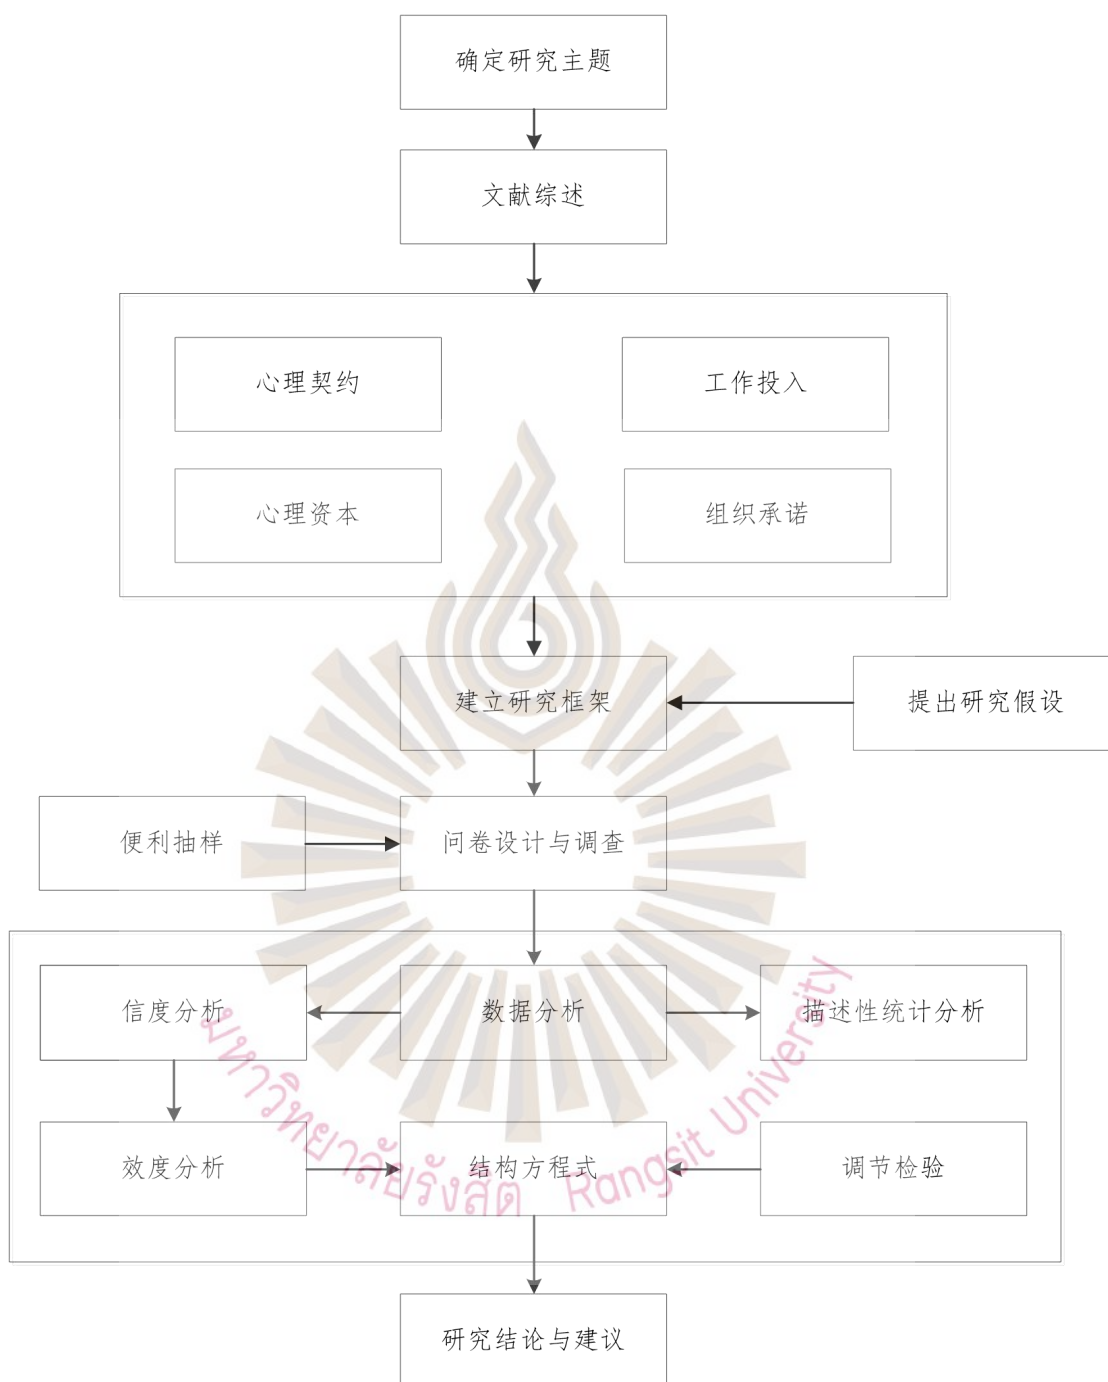 确定研究主题
文献综述
心理契约
工作投入
心理资本
组织承诺
建立研究框架
提出研究假设
便利抽样
问卷设计与调查
信度分析
数据分析
描述性统计分析
效度分析
结构方程式
调节检验
มหาวิทยาลัยรังสิต Rangsit University
研究结论与建议